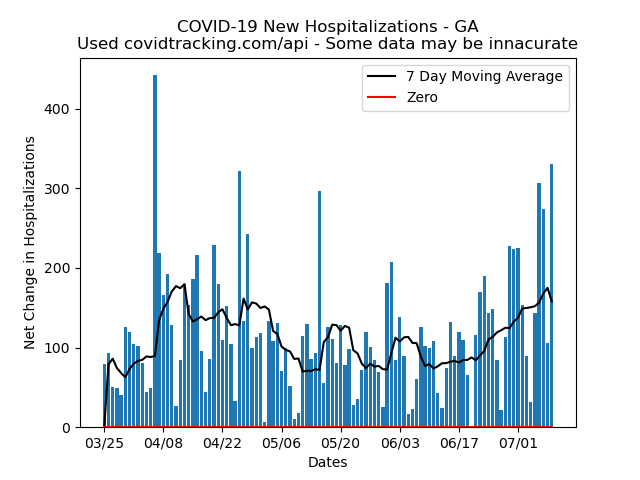 COVID-19 New Hospitalizations - GA
Used covidtracking.com/api - Some data may be innacurate
7 Day Moving Average
Zero
Net Change in Hospitalizations
400
300
200
100
0
03/25 04/08 04/22 05/06 05/20 06/03 06/17 07/01
Dates